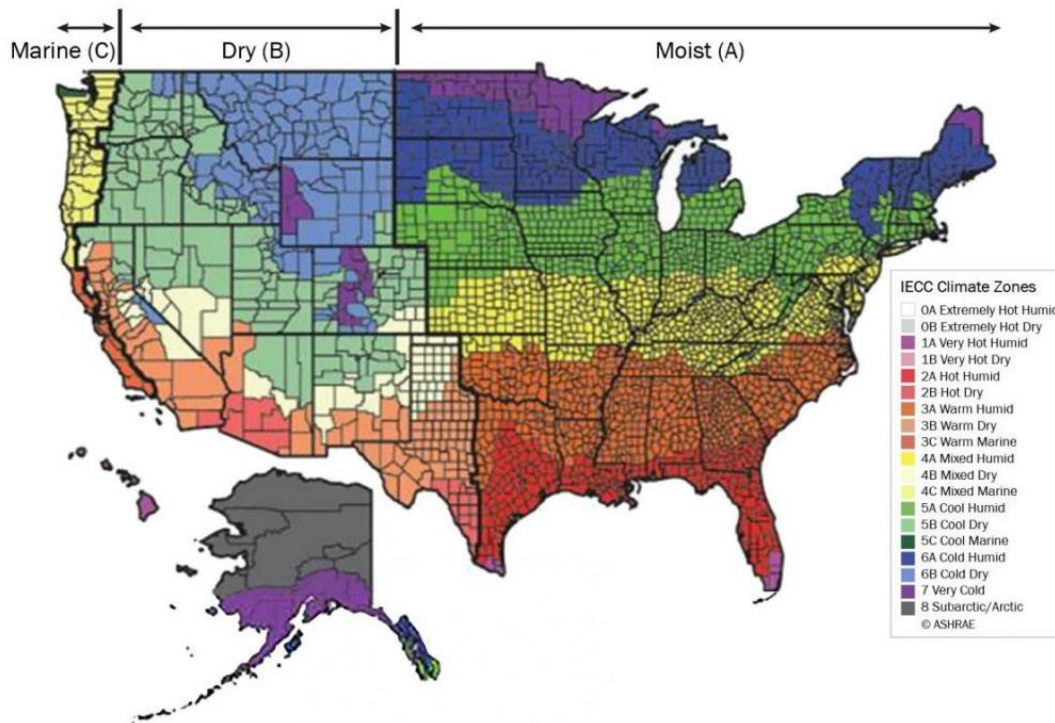 Marine (C)
Dry (B)
Moist (A)
IECC Climate Zones
0A Extremely Hot Humid
0B Extremely Hot Dry
1A Very Hot Humid
1B Very Hot Dry
2A Hot Humid
2B Hot Dry
3A Warm Humid
3B Warm Dry
3C Warm Marine
4A Mixed Humid
4B Mixed Dry
4C Mixed Marine
5A Cool Humid
5B Cool Dry
5C Cool Marine
6A Cold Humid
6B Cold Dry
7 Very Cold
8 Subarctic/Arctic
© ASHRAE